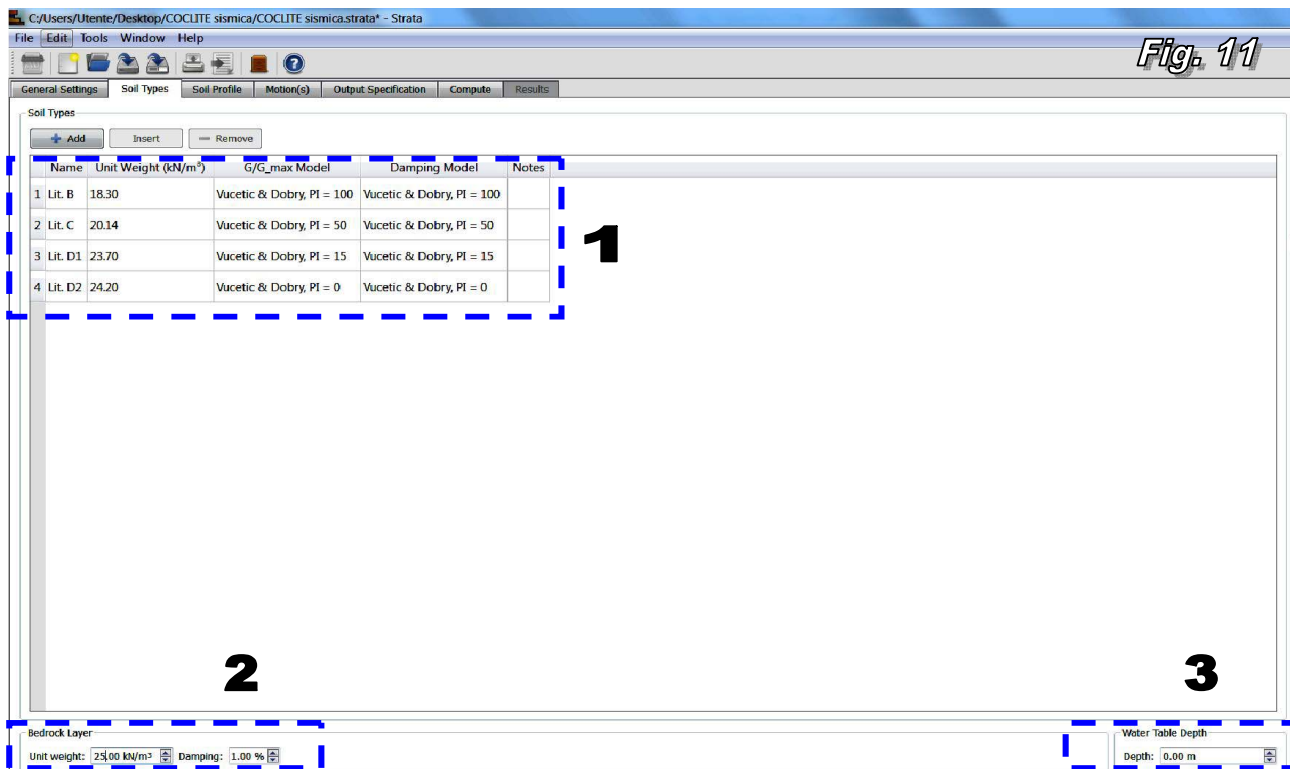 C:/Users/Utente/Desktop/COCLITE sismica/COCLITE sismica.strata* - Strata
File Edit Tools Window Help
Fig. 11
General Settings Soil Types Soil Profile Motion(s) Output Specification Compute Results
Soil Types
Add Insert Remove
Name Unit Weight (kN/m³) G/G_max Model Damping Model Notes
1 Lit. B 18.30 Vucetic & Dobry, PI = 100 Vucetic & Dobry, PI = 100
2 Lit. C 20.14 Vucetic & Dobry, PI = 50 Vucetic & Dobry, PI = 50
1
3 Lit. D1 23.70 Vucetic & Dobry, PI = 15 Vucetic & Dobry, PI = 15
4 Lit. D2 24.20 Vucetic & Dobry, PI = 0 Vucetic & Dobry, PI = 0
2 3
Bedrock Layer Water Table Depth
Unit weight: 25,00 kN/m³ Damping: 1.00 % Depth: 0.00 m